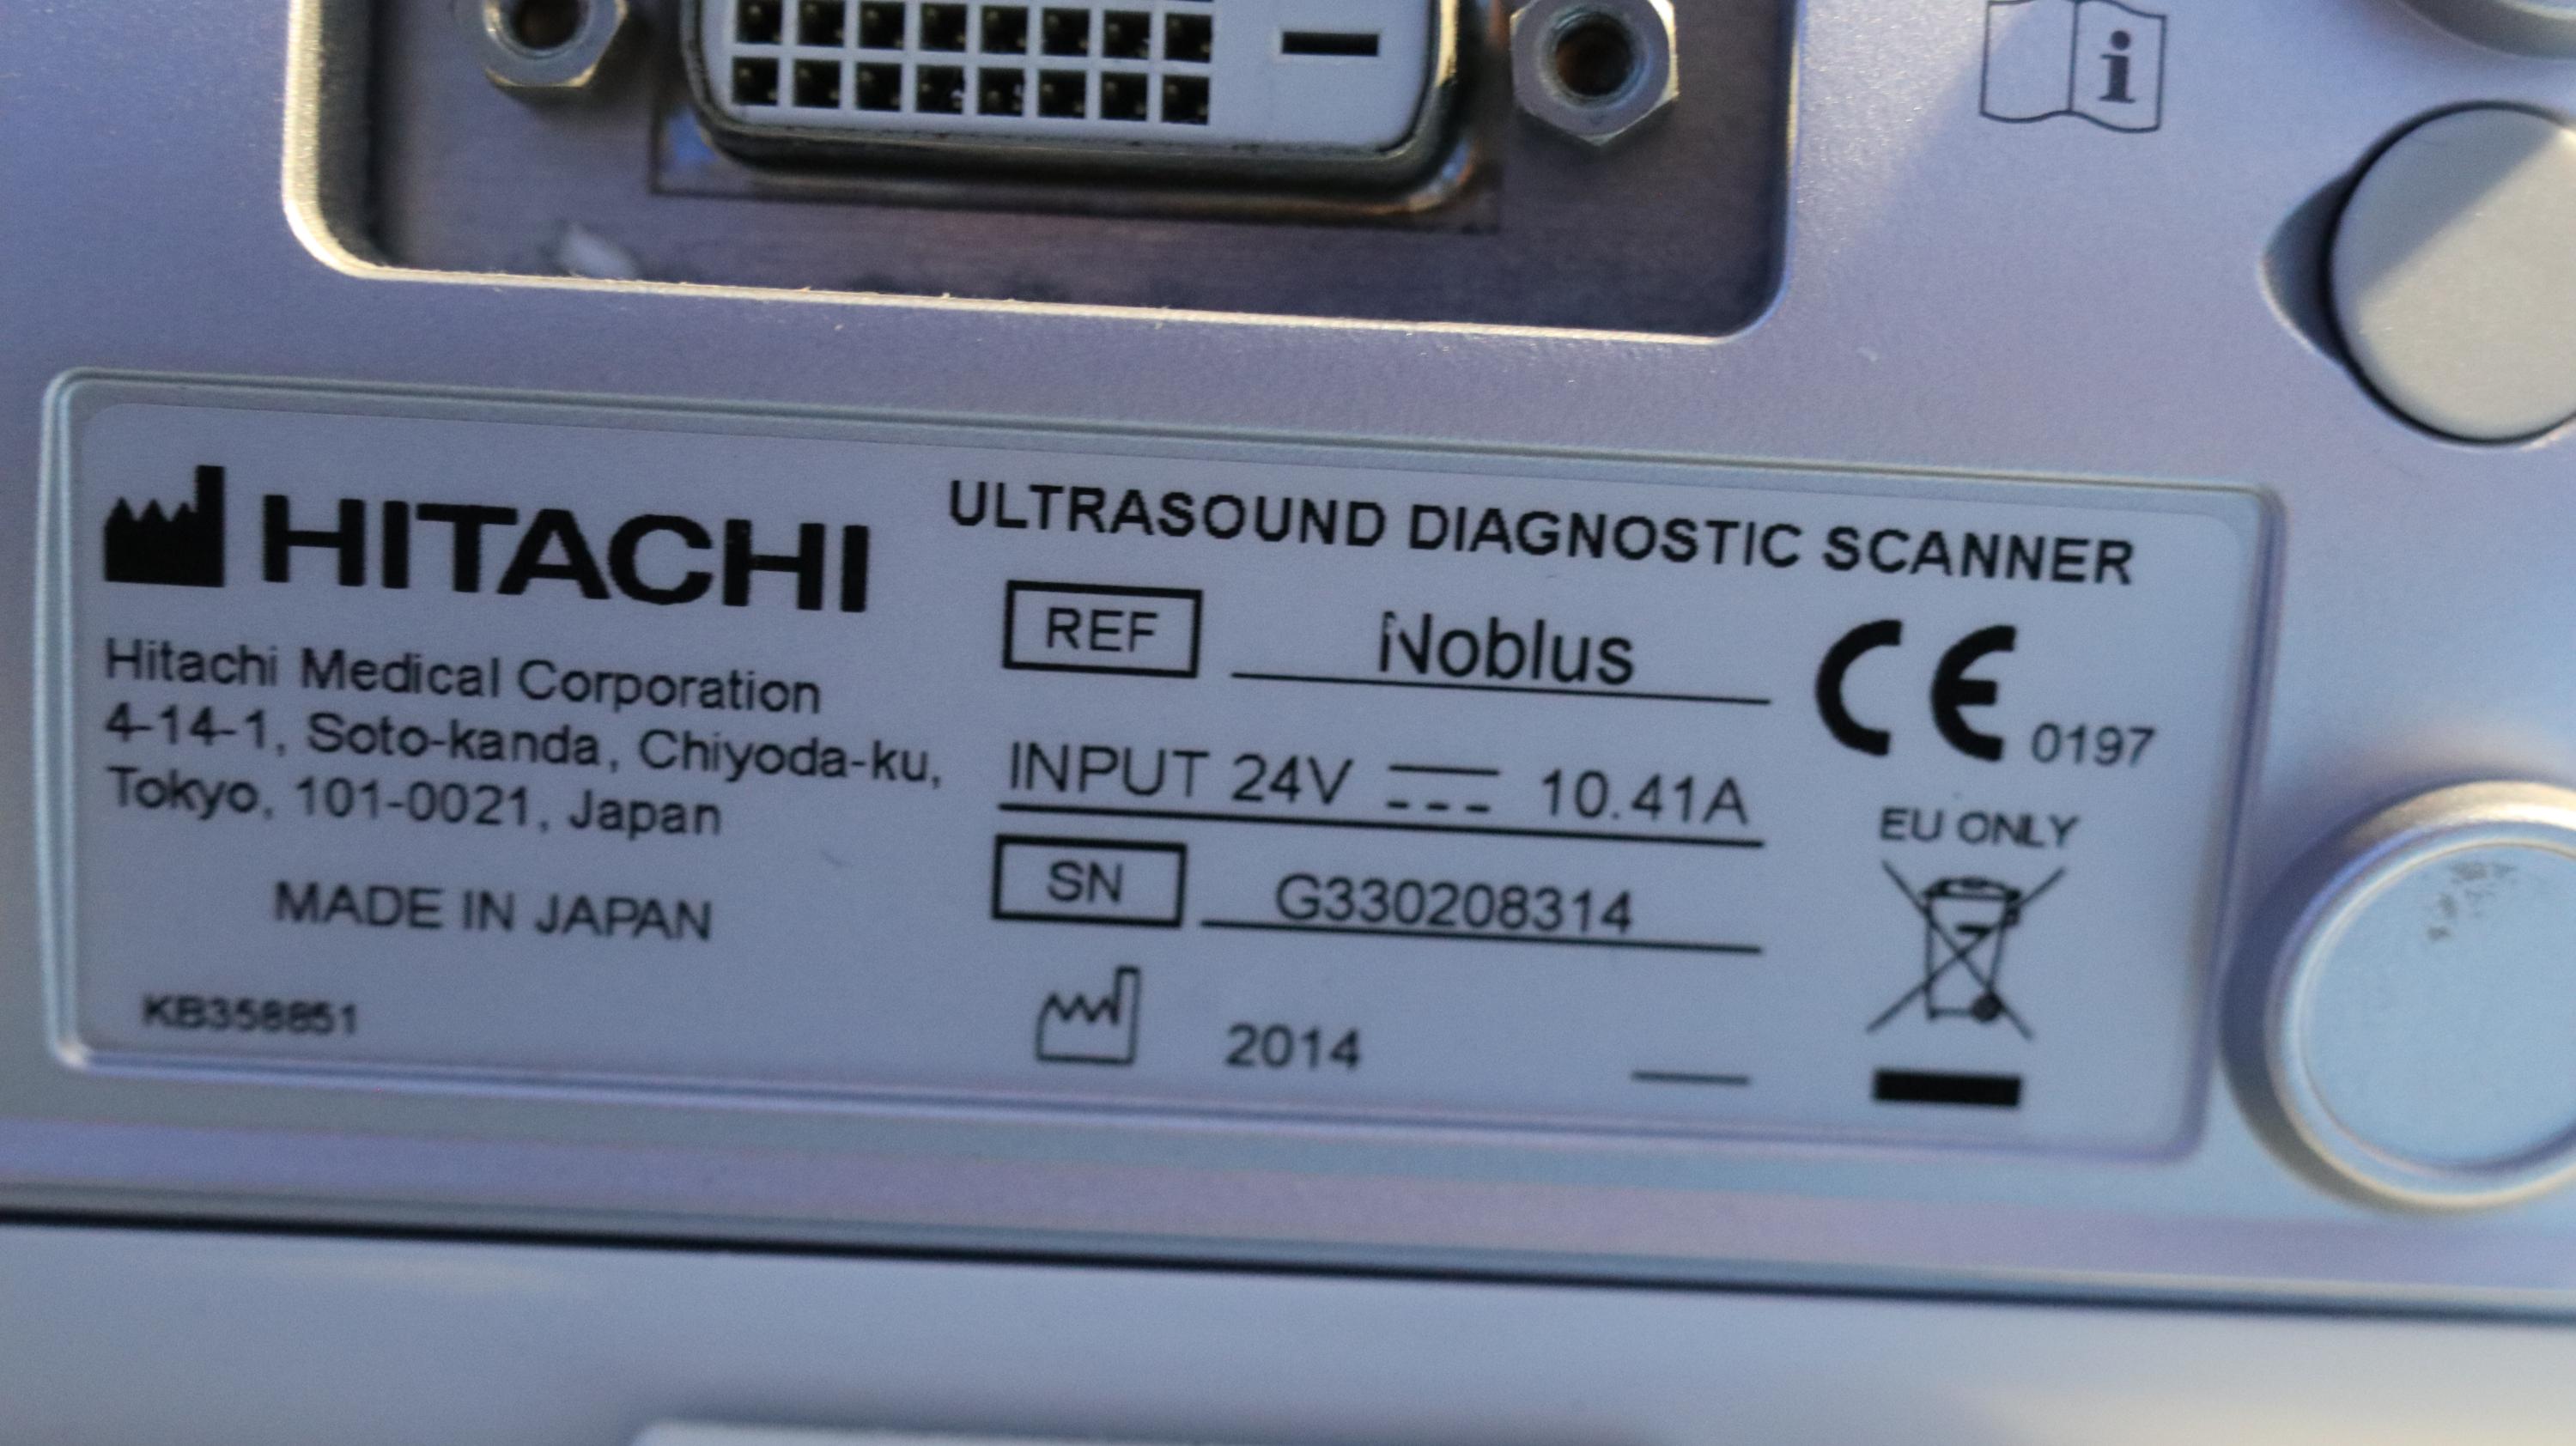 i
HITACHI
Hitachi Medical Corporation
4-14-1, Soto-kanda, Chiyoda-ku,
Tokyo, 101-0021, Japan
MADE IN JAPAN
KB358851
ULTRASOUND DIAGNOSTIC SCANNER
REF Noblus
INPUT 24V 10.41A
SN G330208314
2014
CE 0197
EU ONLY